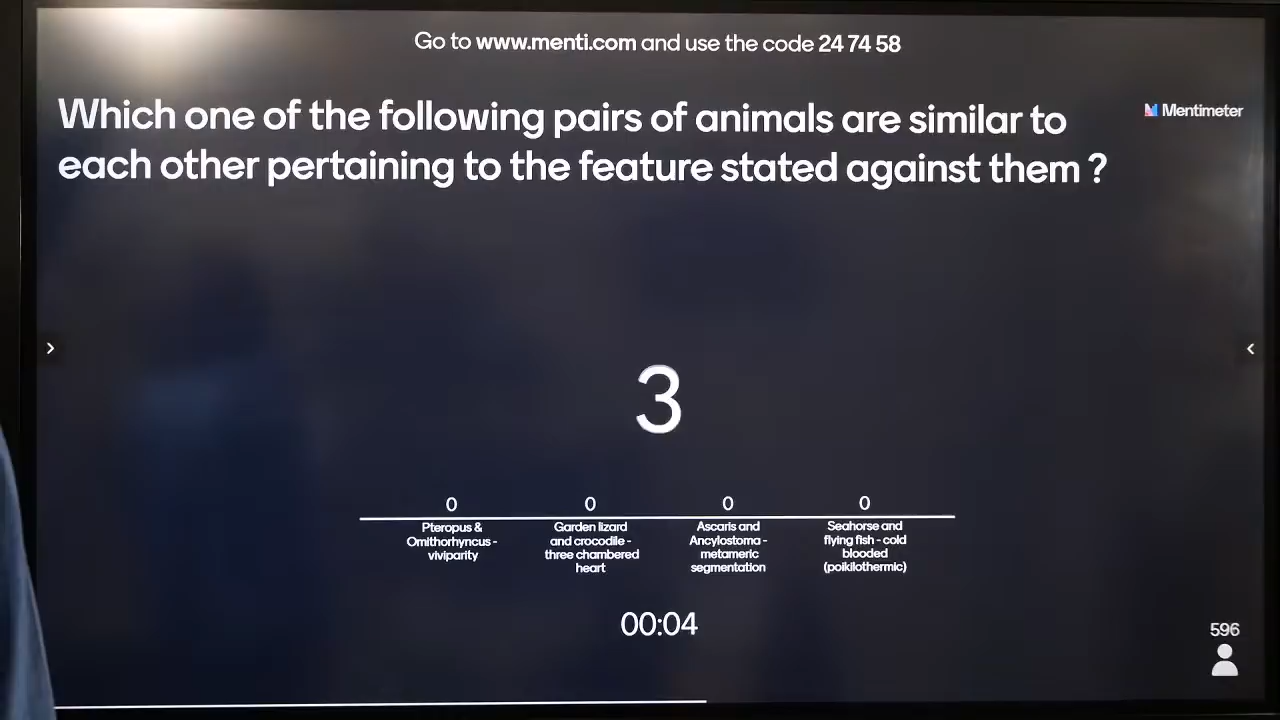 Go to www.menti.com and use the code 24 74 58
Which one of the following pairs of animals are similar to
each other pertaining to the feature stated against them ?
Mentimeter
3
0
0
0
0
Pteropus &
Ornithorhyncus -
viviparity
Garden lizard
and crocodile -
three chambered
heart
Ascaris and
Ancylostoma -
metameric
segmentation
Seahorse and
flying fish - cold
blooded
(poikilothermic)
00:04
596